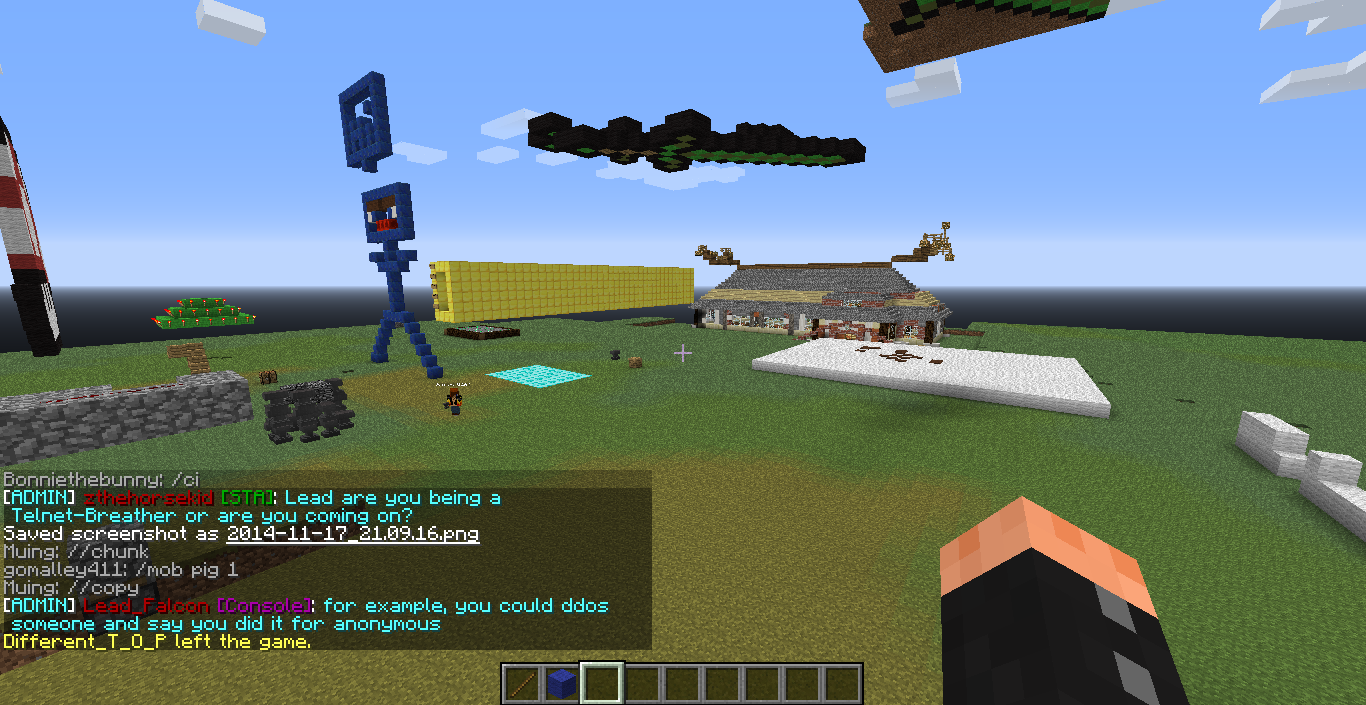 Bonniethebunny: /ci
[ADMIN] zthehorsekid [STA]: Lead are you being a
Telnet-Breather or are you coming on?
Saved screenshot as 2014-11-17_21.09.16.png
Muing: //chunk
gomalley411: /mob pig 1
Muing: //copy
[ADMIN] Lead_Falcon [Console]: for example, you could ddos
someone and say you did it for anonymous
Different_T_O_P left the game.